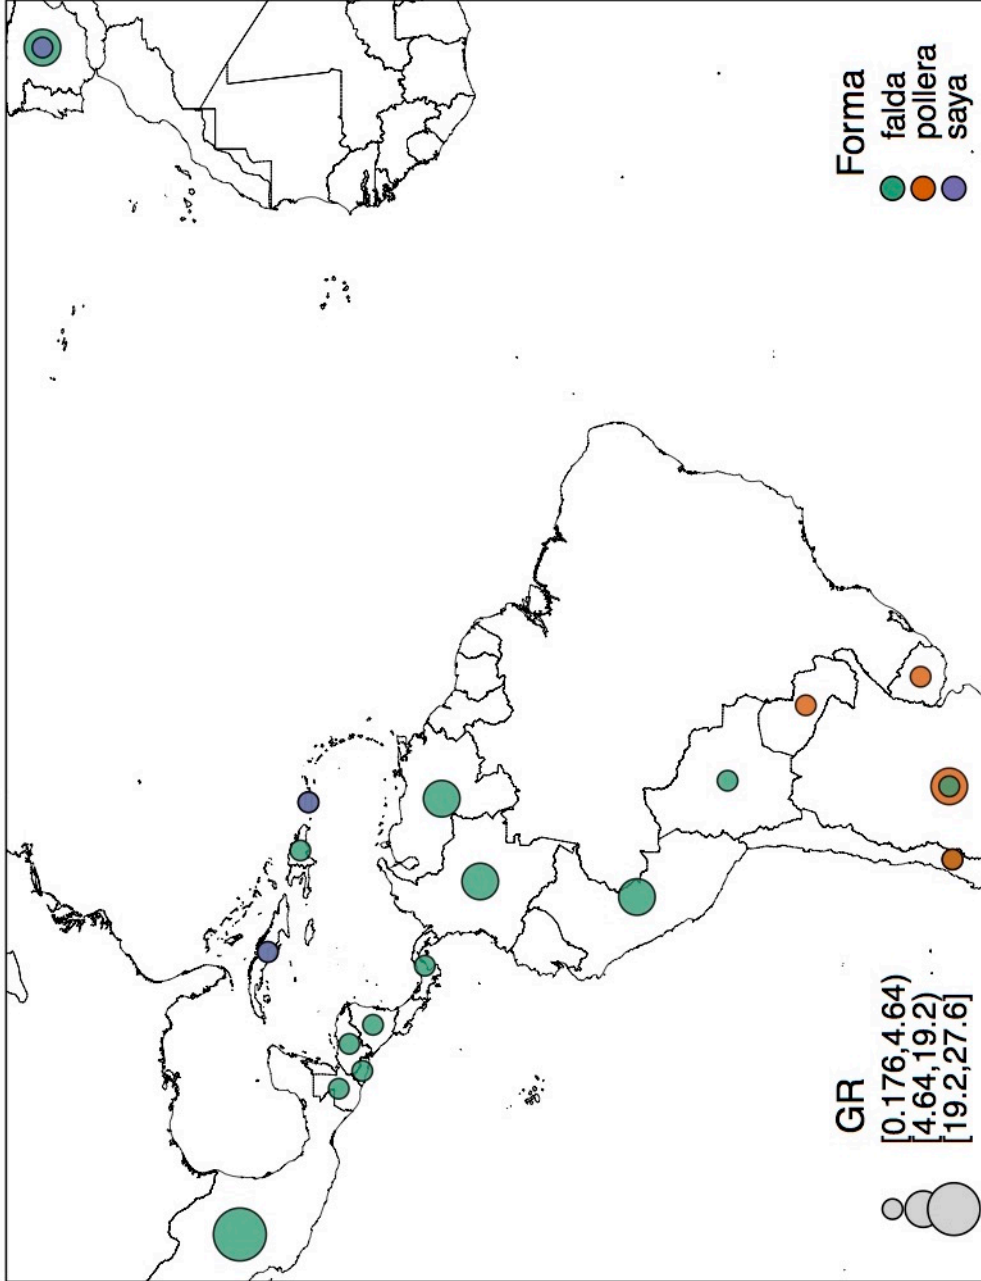 Forma
falda
pollera
saya
GR
[0.176,4.64)
[4.64,19.2)
[19.2,27.6]